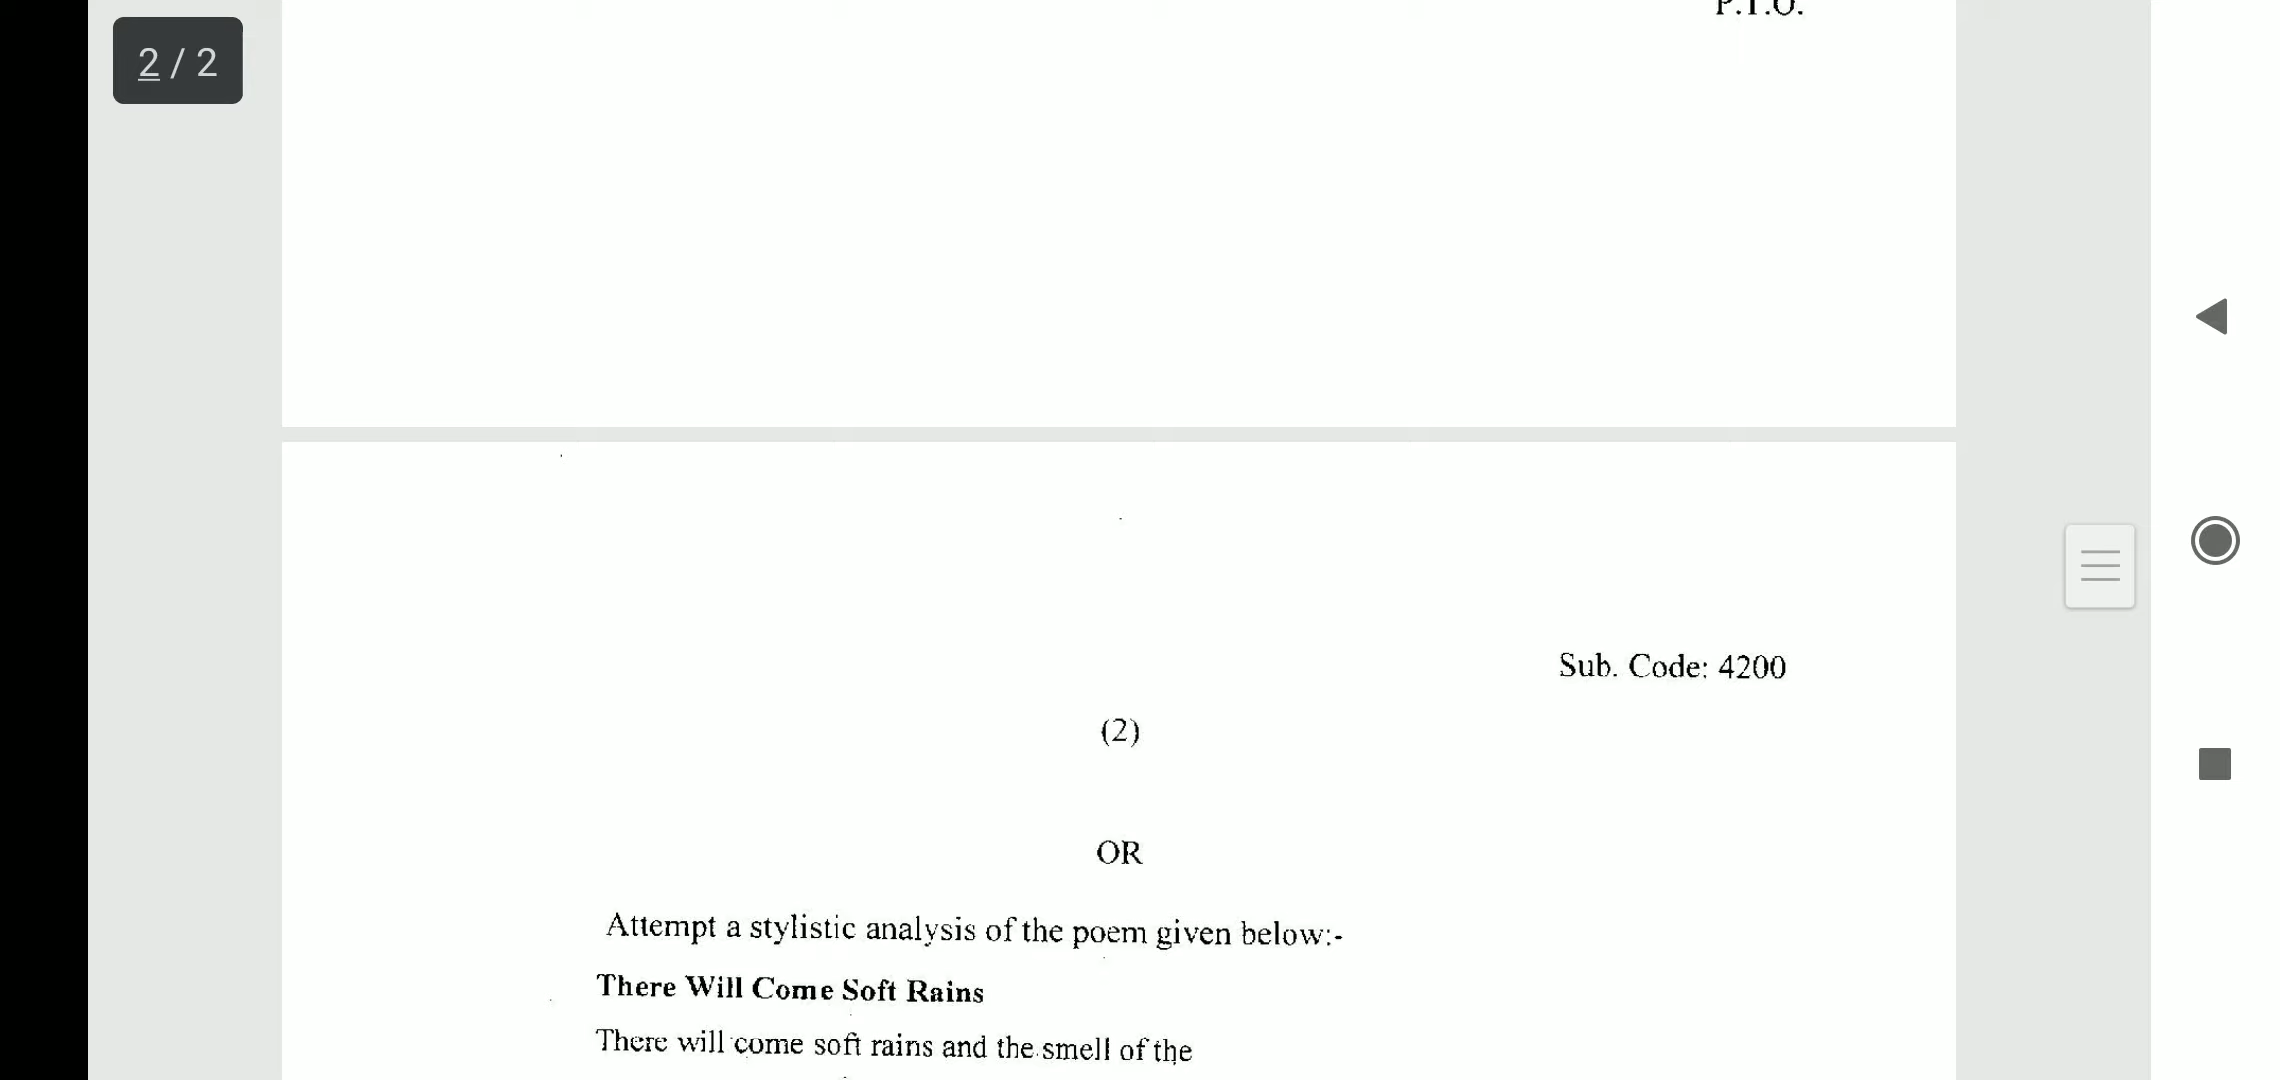 P.T.O.
2 / 2
Sub. Code: 4200
(2)
OR
Attempt a stylistic analysis of the poem given below:-
There Will Come Soft Rains
There will come soft rains and the smell of the